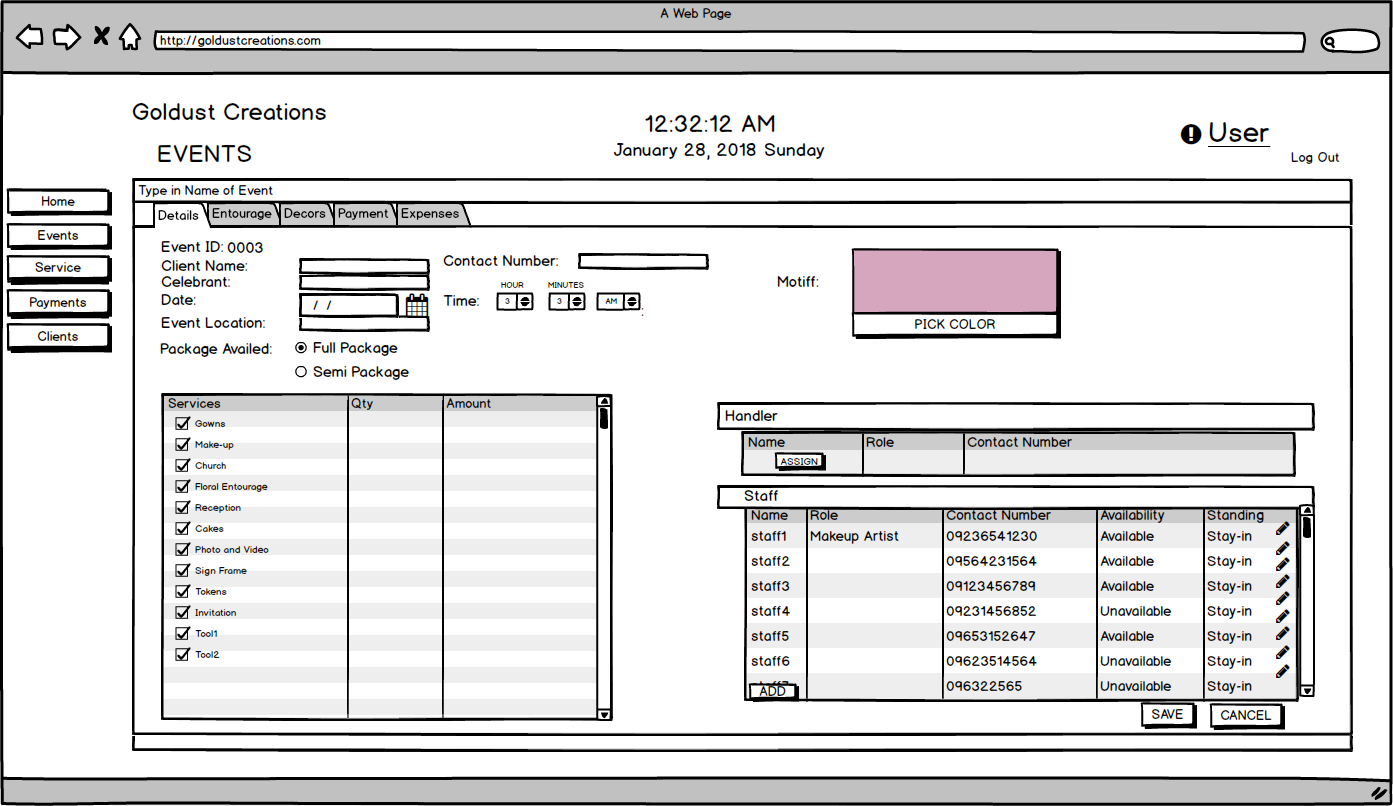 A Web Page
http://goldustcreations.com
Goldust Creations
12:32:12 AM
January 28, 2018 Sunday
User
Log Out
EVENTS
Home
Events
Service
Payments
Clients
Type in Name of Event
Details Entourage Decors Payment Expenses
Event ID: 0003
Client Name:
Celebrant:
Date: / /
Event Location:
Contact Number:
HOUR MINUTES
Time: 3 3 AM
Motiff:
PICK COLOR
Package Availed: Full Package
Semi Package
Services Qty Amount
Gowns
Make-up
Church
Floral Entourage
Reception
Cakes
Photo and Video
Sign Frame
Tokens
Invitation
Tool1
Tool2
Handler
Name Role Contact Number
ASSIGN
Staff
Name Role Contact Number Availability Standing
staff1 Makeup Artist 09236541230 Available Stay-in
staff2 09564231564 Available Stay-in
staff3 09123456789 Available Stay-in
staff4 09231456852 Unavailable Stay-in
staff5 09653152647 Available Stay-in
staff6 09623514564 Unavailable Stay-in
096322565 Unavailable Stay-in
ADD
SAVE CANCEL